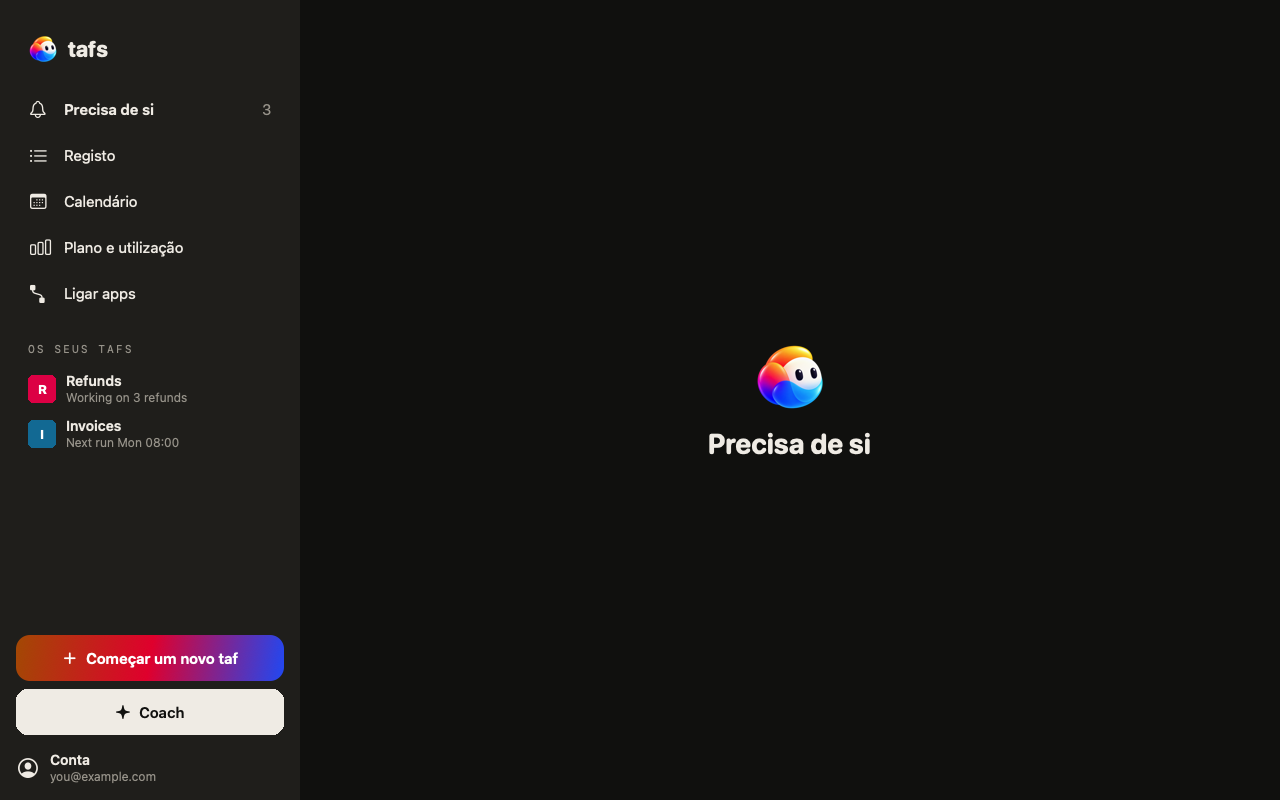 tafs
Precisa de si
3
Registo
Calendário
Plano e utilização
Ligar apps
OS SEUS TAFS
R
Refunds
Working on 3 refunds
I
Invoices
Next run Mon 08:00
Começar um novo taf
Coach
Conta
you@example.com
Precisa de si